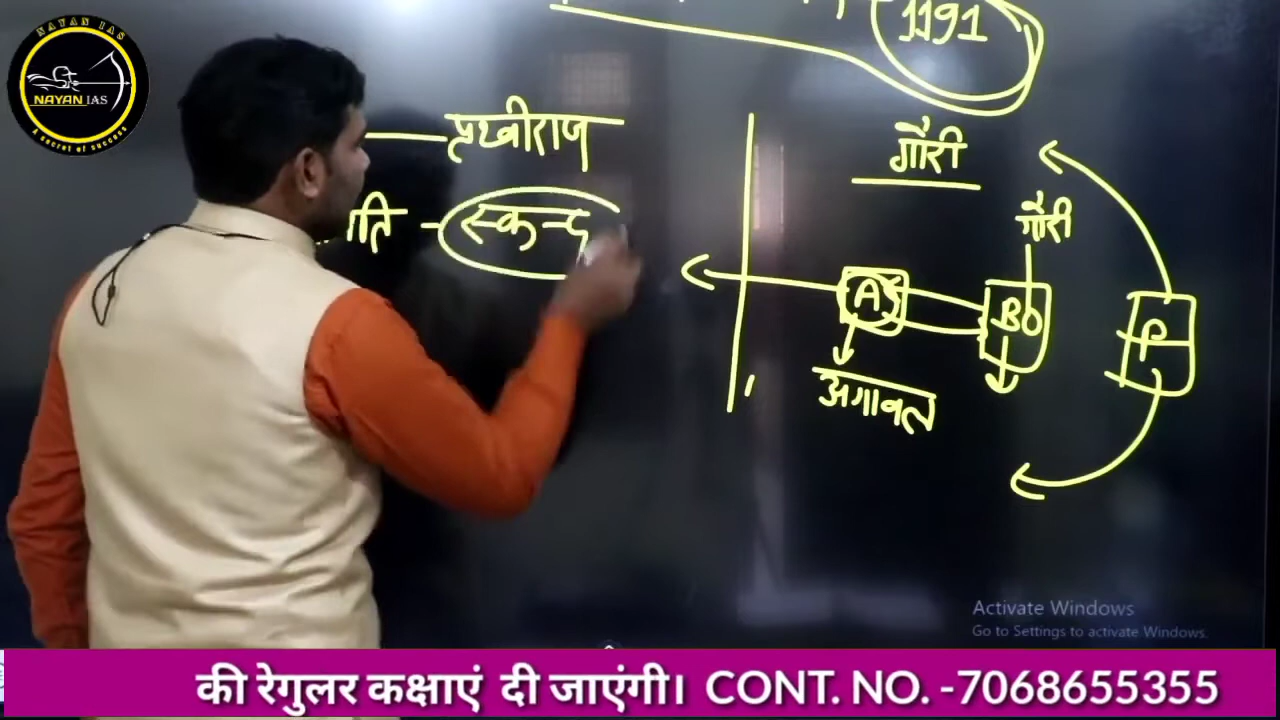 NAYAN IAS
NAYAN IAS
A secret of success
1191
पृथ्वीराज
गौरी
स्कन्द
गौरी
A
B
P
अगावल
Activate Windows
Go to Settings to activate Windows.
की रेगुलर कक्षाएं दी जाएंगी। CONT. NO. -7068655355